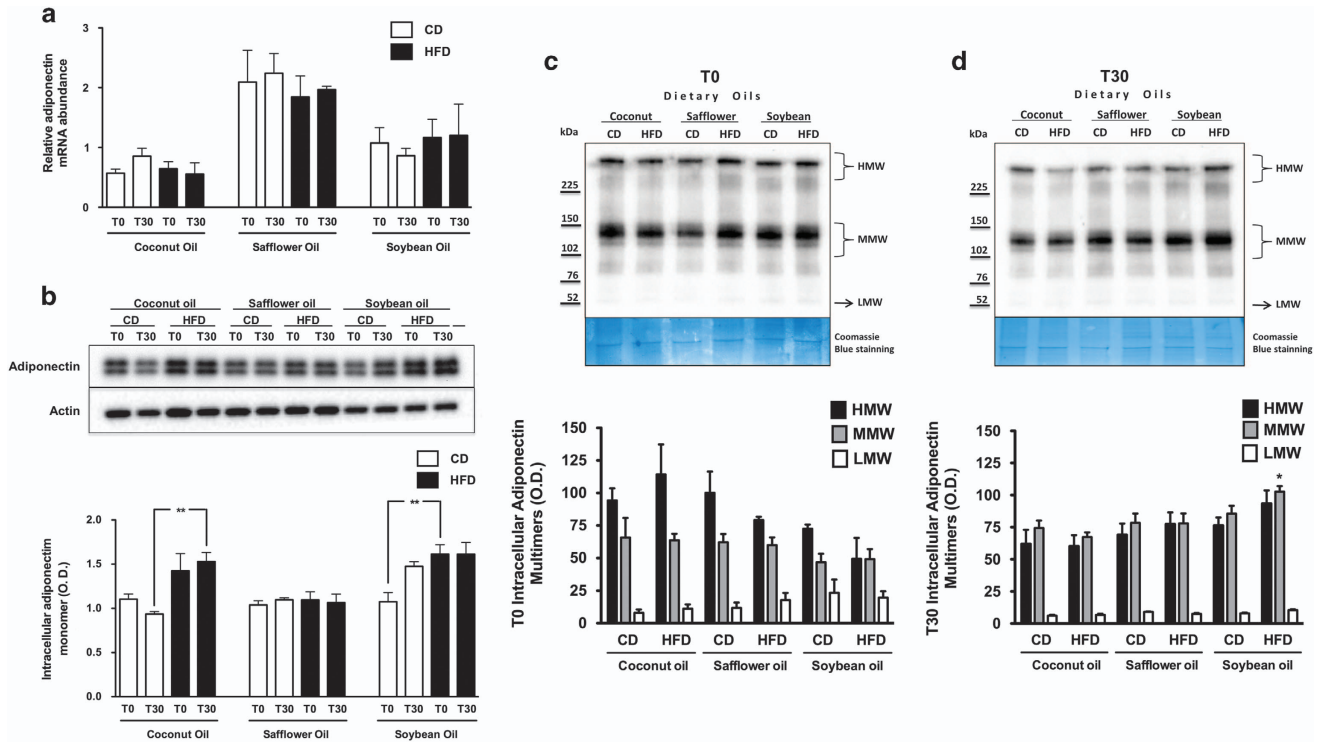 a
3
2
1
0
Relative adiponectin
mRNA abundance
CD
HFD
T0 T30 T0 T30 T0 T30 T0 T30 T0 T30 T0 T30
Coconut Oil Safflower Oil Soybean Oil
b
Coconut oil Safflower oil Soybean oil
CD HFD CD HFD CD HFD
T0 T30 T0 T30 T0 T30 T0 T30 T0 T30 T0 T30
Adiponectin
Actin
CD
HFD
Intracellular adiponectin
monomer (O. D.)
2.0
1.5
1.0
0.5
0.0
** **
T0 T30 T0 T30 T0 T30 T0 T30 T0 T30 T0 T30
Coconut Oil Safflower Oil Soybean Oil
c
T0
Dietary Oils
Coconut Safflower Soybean
kDa CD HFD CD HFD CD HFD
225
150
102
76
52
HMW
MMW
LMW
Coomassie
Blue stainning
HMW
MMW
LMW
T0 Intracellular Adiponectin
Multimers (O.D.)
150
125
100
75
50
25
0
CD HFD CD HFD CD HFD
Coconut oil Safflower oil Soybean oil
d
T30
Dietary Oils
Coconut Safflower Soybean
kDa CD HFD CD HFD CD HFD
225
150
102
76
52
HMW
MMW
LMW
Coomassie
Blue stainning
HMW
MMW
LMW
T30 Intracellular Adiponectin
Multimers (O.D.)
150
125
100
75
50
25
0
*
CD HFD CD HFD CD HFD
Coconut oil Safflower oil Soybean oil